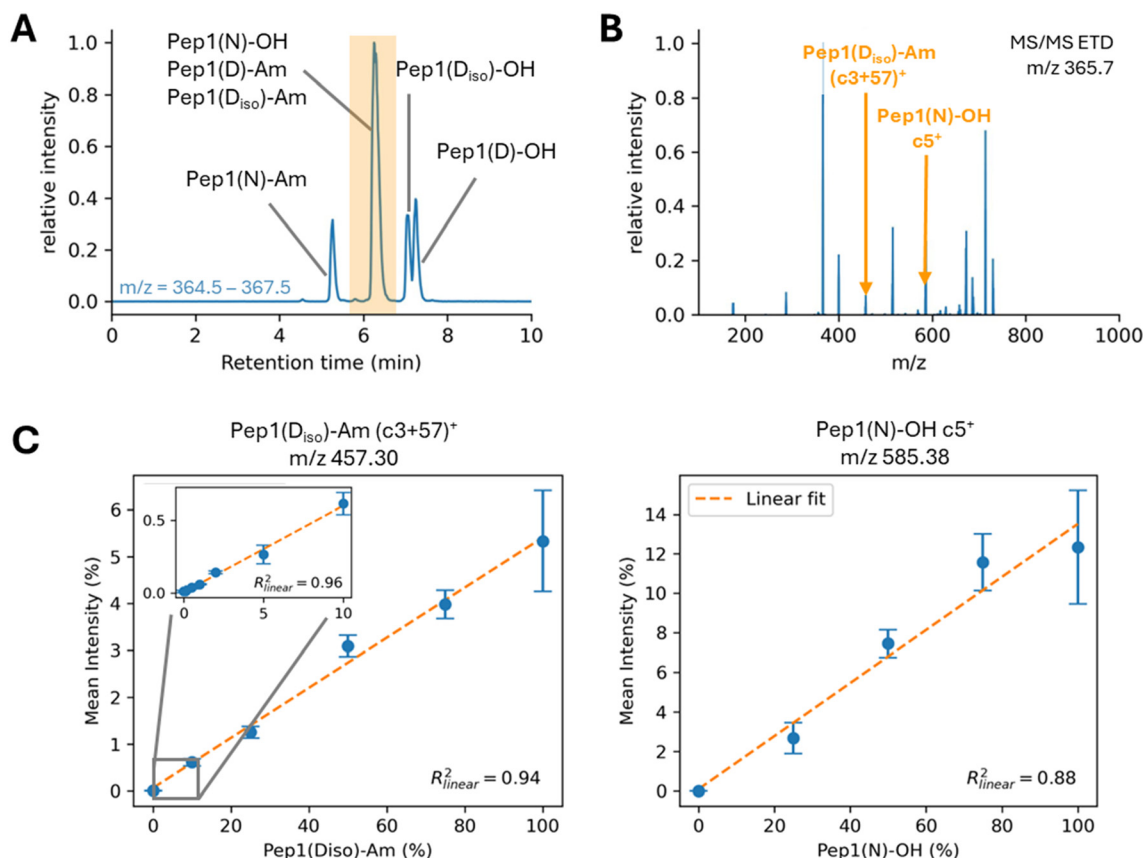 A
Pep1(N)-OH
Pep1(D)-Am
Pep1(Diso)-Am
Pep1(Diso)-OH
Pep1(D)-OH
Pep1(N)-Am
m/z = 364.5 – 367.5
relative intensity
1.0
0.8
0.6
0.4
0.2
0.0
0 2 4 6 8 10
Retention time (min)
B
MS/MS ETD
m/z 365.7
Pep1(Diso)-Am
(c3+57)+
Pep1(N)-OH
c5+
relative intensity
1.0
0.8
0.6
0.4
0.2
0.0
200 400 600 800 1000
m/z
C
Pep1(Diso)-Am (c3+57)+
m/z 457.30
Mean Intensity (%)
6
5
4
3
2
1
0
0.5
0.0
0 5 10
R²linear = 0.96
R²linear = 0.94
0 20 40 60 80 100
Pep1(Diso)-Am (%)
Pep1(N)-OH c5+
m/z 585.38
Linear fit
Mean Intensity (%)
14
12
10
8
6
4
2
0
R²linear = 0.88
0 20 40 60 80 100
Pep1(N)-OH (%)